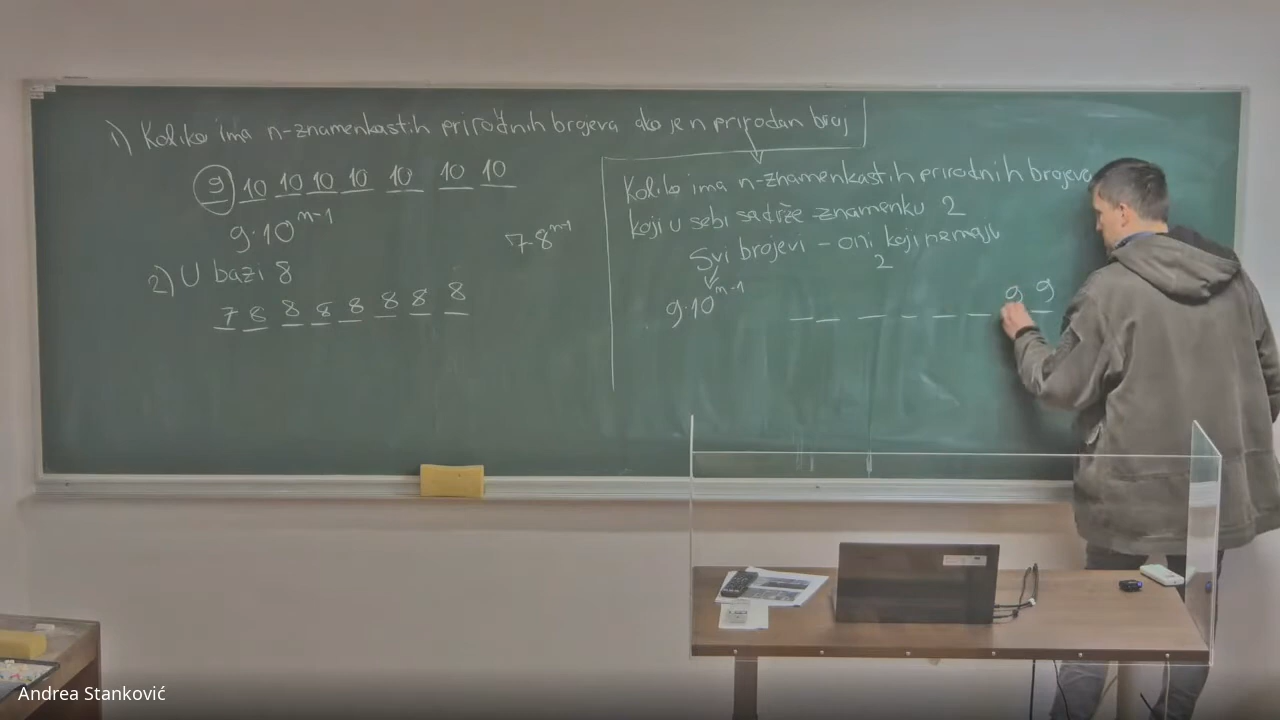 1) Koliko ima n-znamenkastih prirodnih brojeva ako je n prirodan broj
9 10 10 10 10 10 10 10
9·10^(n-1)
7·8^(n-1)
2) U bazi 8
7 8 8 8 8 8 8 8
Koliko ima n-znamenkastih prirodnih brojeva
koji u sebi sadrže znamenku 2
Svi brojevi - oni koji nemaju
2
9·10^(n-1)
9 9
Andrea Stanković